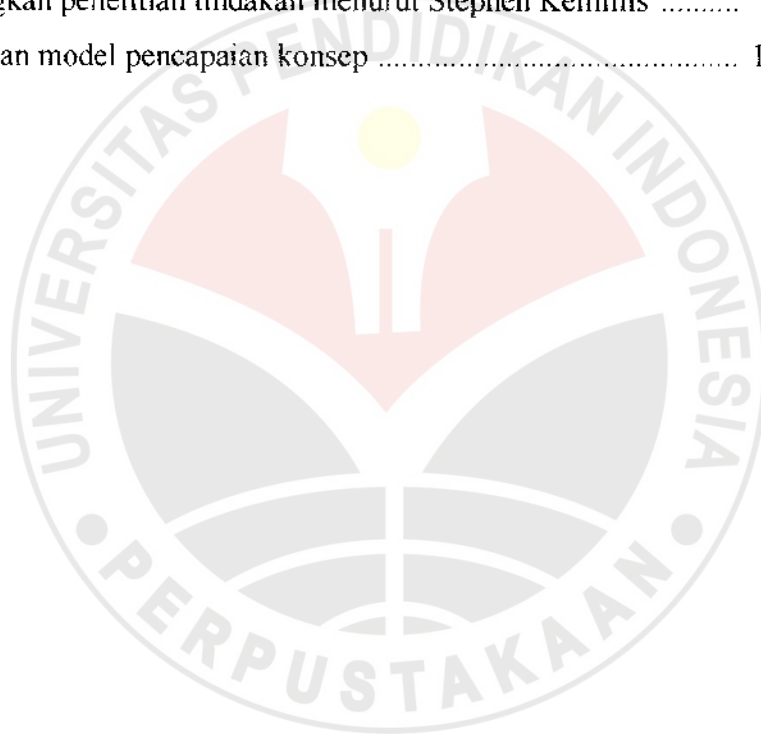 gkah penelitian tindakan menurut Stephen Kemmis ..........
an model pencapaian konsep ............................................. 1
UNIVERSITAS PENDIDIKAN INDONESIA
• PERPUSTAKAAN •